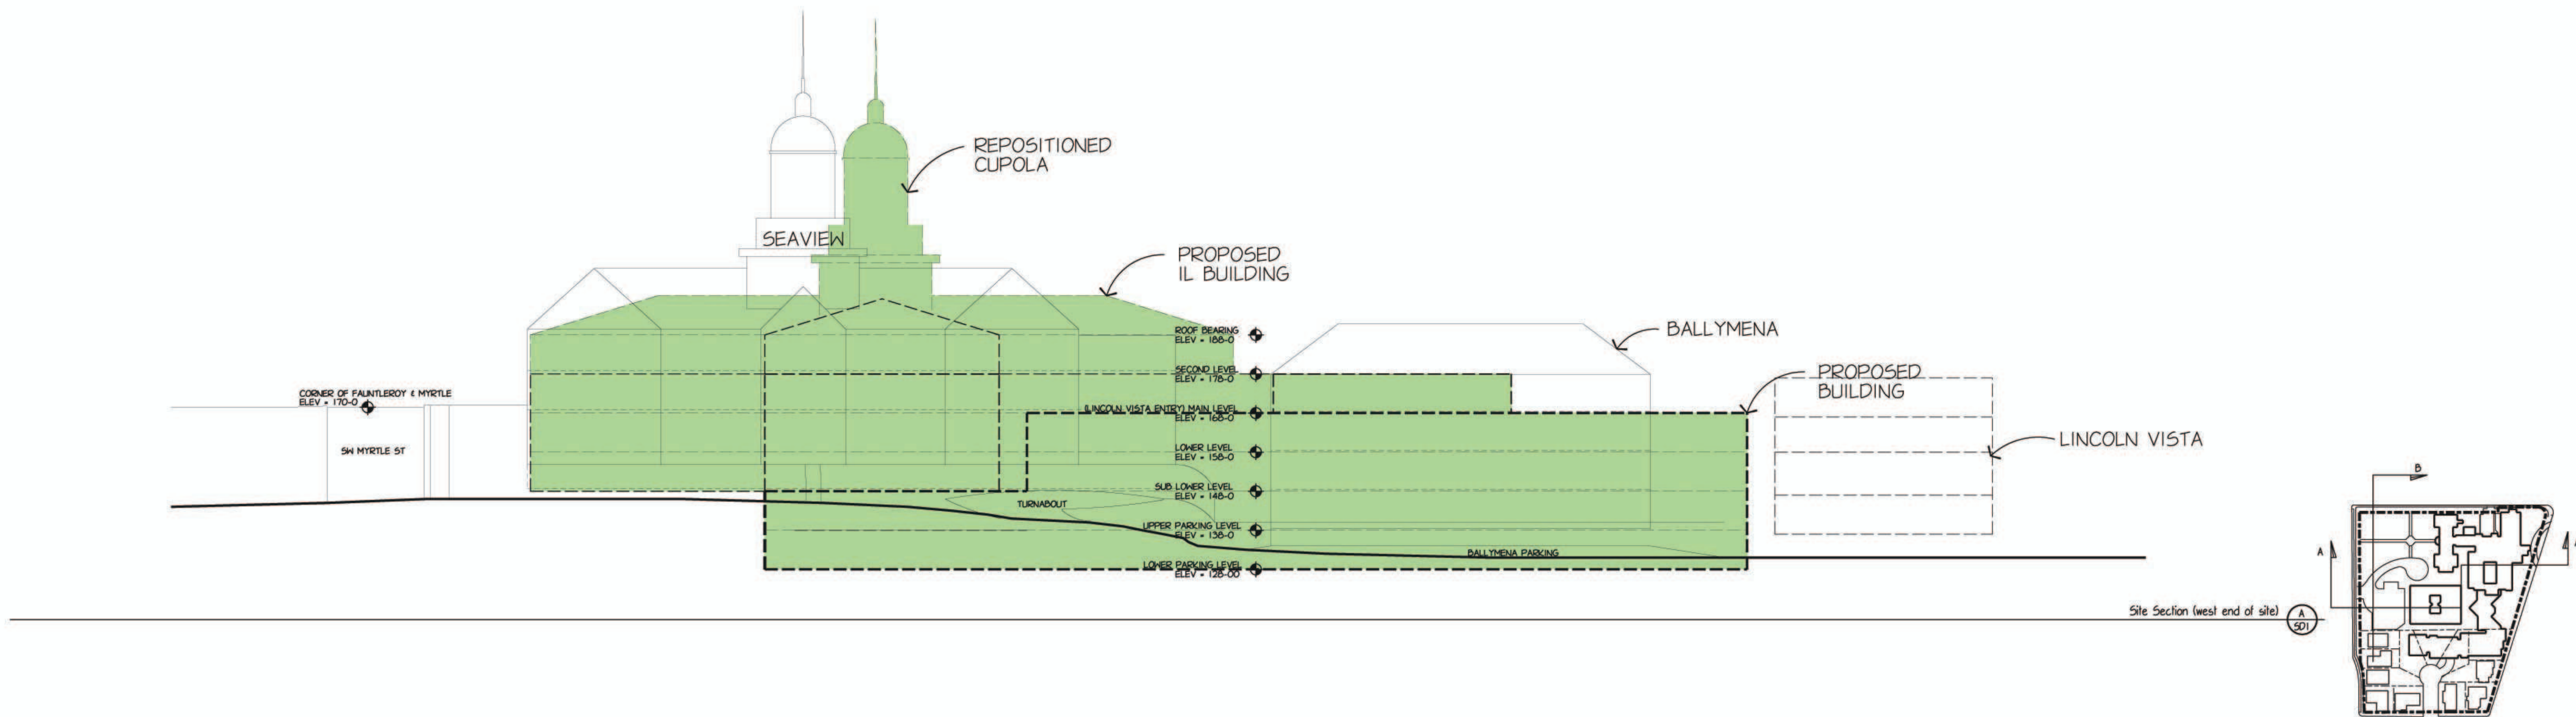 REPOSITIONED
CUPOLA
SEAVIEW
PROPOSED
IL BUILDING
ROOF BEARING
ELEV = 188-0
BALLYMENA
SECOND LEVEL
ELEV = 178-0
PROPOSED
BUILDING
CORNER OF FAUNTLEROY & MYRTLE
ELEV = 170-0
(LINCOLN VISTA ENTRY) MAIN LEVEL
ELEV = 168-0
SW MYRTLE ST
LOWER LEVEL
ELEV = 158-0
LINCOLN VISTA
SUB LOWER LEVEL
ELEV = 148-0
TURNABOUT
UPPER PARKING LEVEL
ELEV = 138-0
BALLYMENA PARKING
LOWER PARKING LEVEL
ELEV = 128-00
B
A
Site Section (west end of site)
A
SD1